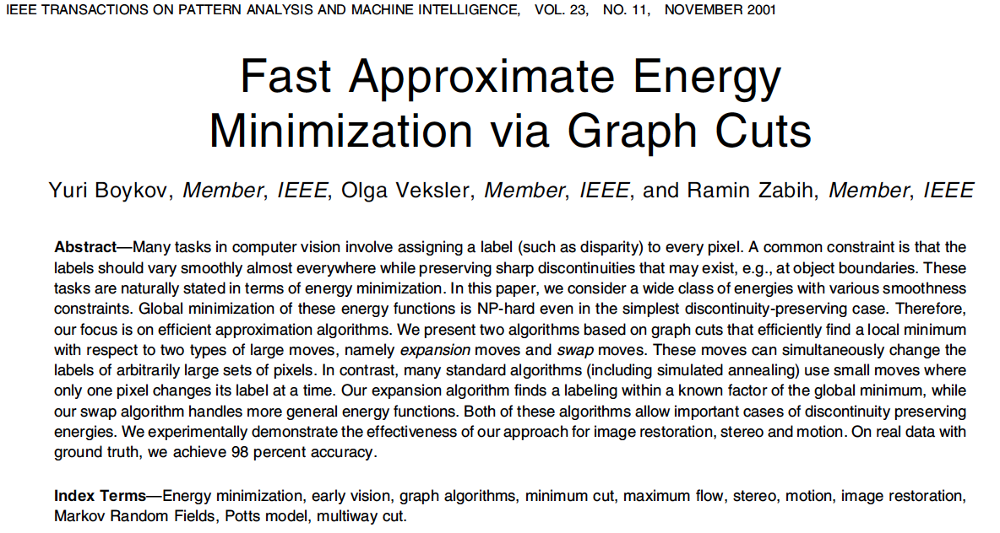 IEEE TRANSACTIONS ON PATTERN ANALYSIS AND MACHINE INTELLIGENCE, VOL. 23, NO. 11, NOVEMBER 2001
Fast Approximate Energy
Minimization via Graph Cuts
Yuri Boykov, Member, IEEE, Olga Veksler, Member, IEEE, and Ramin Zabih, Member, IEEE
Abstract—Many tasks in computer vision involve assigning a label (such as disparity) to every pixel. A common constraint is that the
labels should vary smoothly almost everywhere while preserving sharp discontinuities that may exist, e.g., at object boundaries. These
tasks are naturally stated in terms of energy minimization. In this paper, we consider a wide class of energies with various smoothness
constraints. Global minimization of these energy functions is NP-hard even in the simplest discontinuity-preserving case. Therefore,
our focus is on efficient approximation algorithms. We present two algorithms based on graph cuts that efficiently find a local minimum
with respect to two types of large moves, namely expansion moves and swap moves. These moves can simultaneously change the
labels of arbitrarily large sets of pixels. In contrast, many standard algorithms (including simulated annealing) use small moves where
only one pixel changes its label at a time. Our expansion algorithm finds a labeling within a known factor of the global minimum, while
our swap algorithm handles more general energy functions. Both of these algorithms allow important cases of discontinuity preserving
energies. We experimentally demonstrate the effectiveness of our approach for image restoration, stereo and motion. On real data with
ground truth, we achieve 98 percent accuracy.
Index Terms—Energy minimization, early vision, graph algorithms, minimum cut, maximum flow, stereo, motion, image restoration,
Markov Random Fields, Potts model, multiway cut.